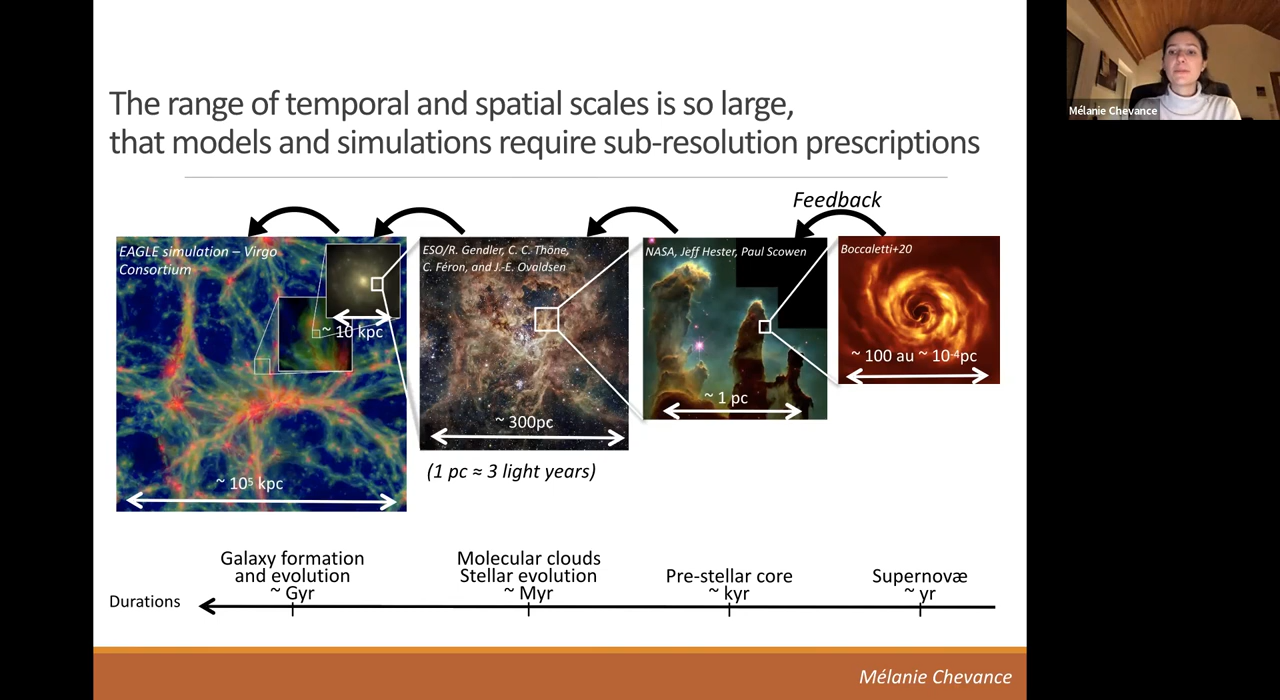 Mélanie Chevance
The range of temporal and spatial scales is so large,
that models and simulations require sub-resolution prescriptions
Feedback
EAGLE simulation – Virgo
Consortium
~ 10 kpc
~ 10⁵ kpc
ESO/R. Gendler, C. C. Thöne,
C. Féron, and J.-E. Ovaldsen
~ 300pc
(1 pc ≈ 3 light years)
NASA, Jeff Hester, Paul Scowen
~ 1 pc
Boccaletti+20
~ 100 au ~ 10⁻⁴pc
Galaxy formation
and evolution
~ Gyr
Molecular clouds
Stellar evolution
~ Myr
Pre-stellar core
~ kyr
Supernovæ
~ yr
Durations
Mélanie Chevance